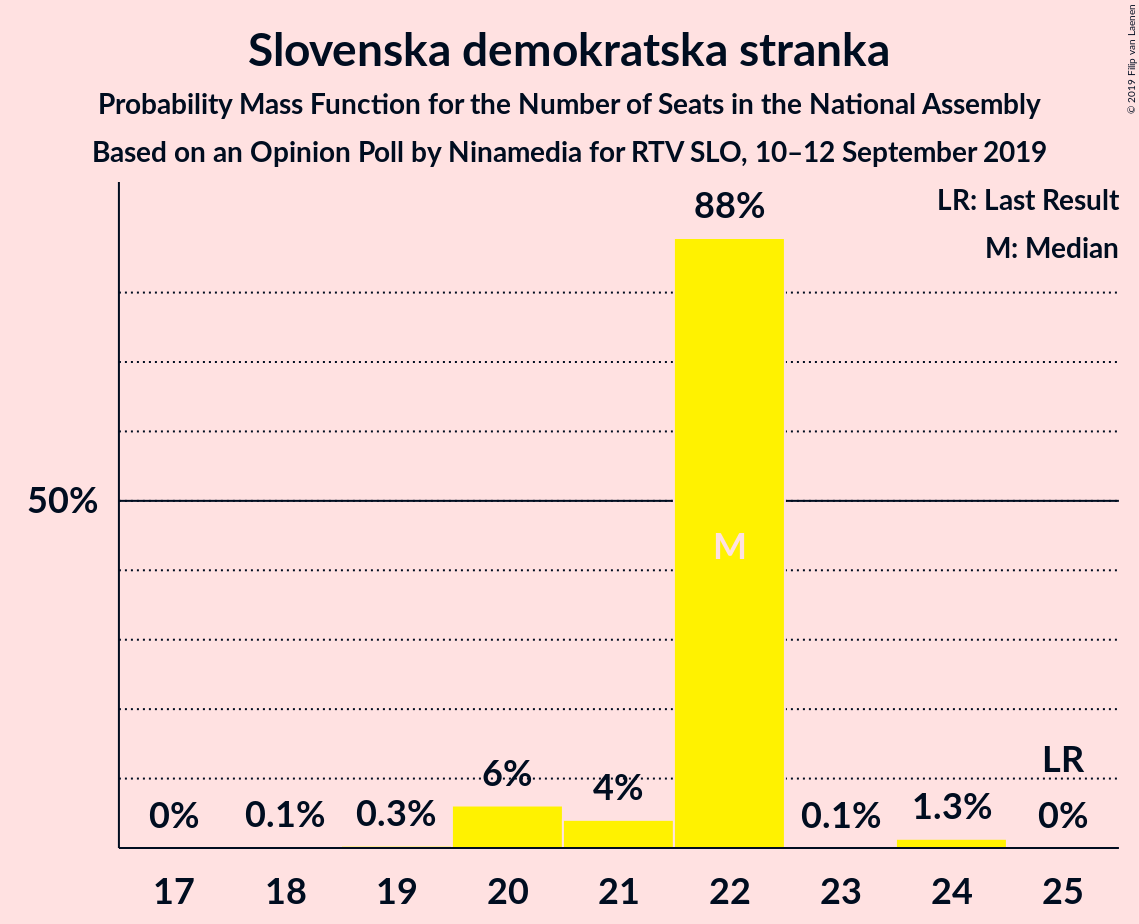 Slovenska demokratska stranka
Probability Mass Function for the Number of Seats in the National Assembly
Based on an Opinion Poll by Ninamedia for RTV SLO, 10–12 September 2019
© 2019 Filip van Laenen
LR: Last Result
M: Median
88%
50%
M
LR
0%
0.1%
0.3%
6%
4%
0.1%
1.3%
0%
17
18
19
20
21
22
23
24
25